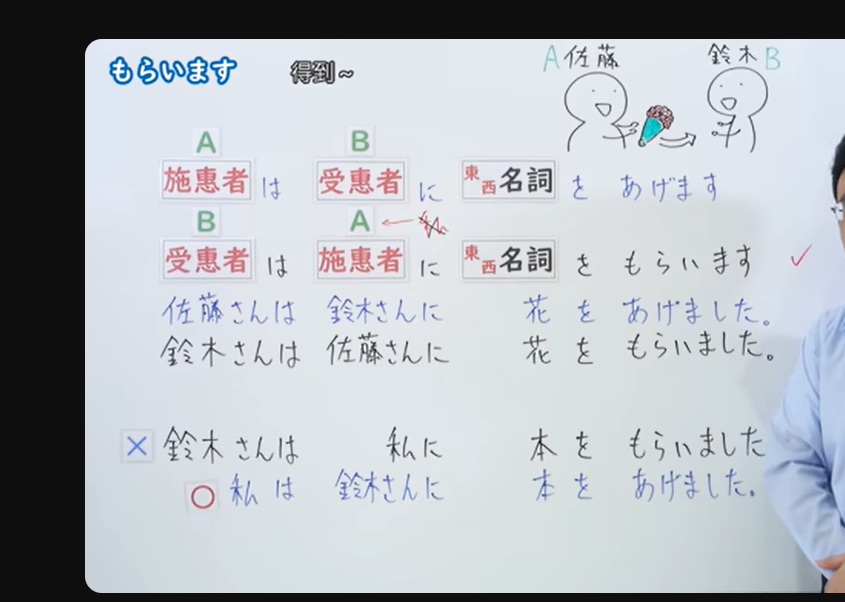 もらいます 得到~
A佐藤 鈴木B
A B
施惠者 は 受惠者 に 東西名詞 を あげます
B A
受惠者 は 施惠者 に 東西名詞 を もらいます
佐藤さんは 鈴木さんに 花 を あげました。
鈴木さんは 佐藤さんに 花 を もらいました。
× 鈴木さんは 私に 本 を もらいました
○ 私 は 鈴木さんに 本 を あげました。